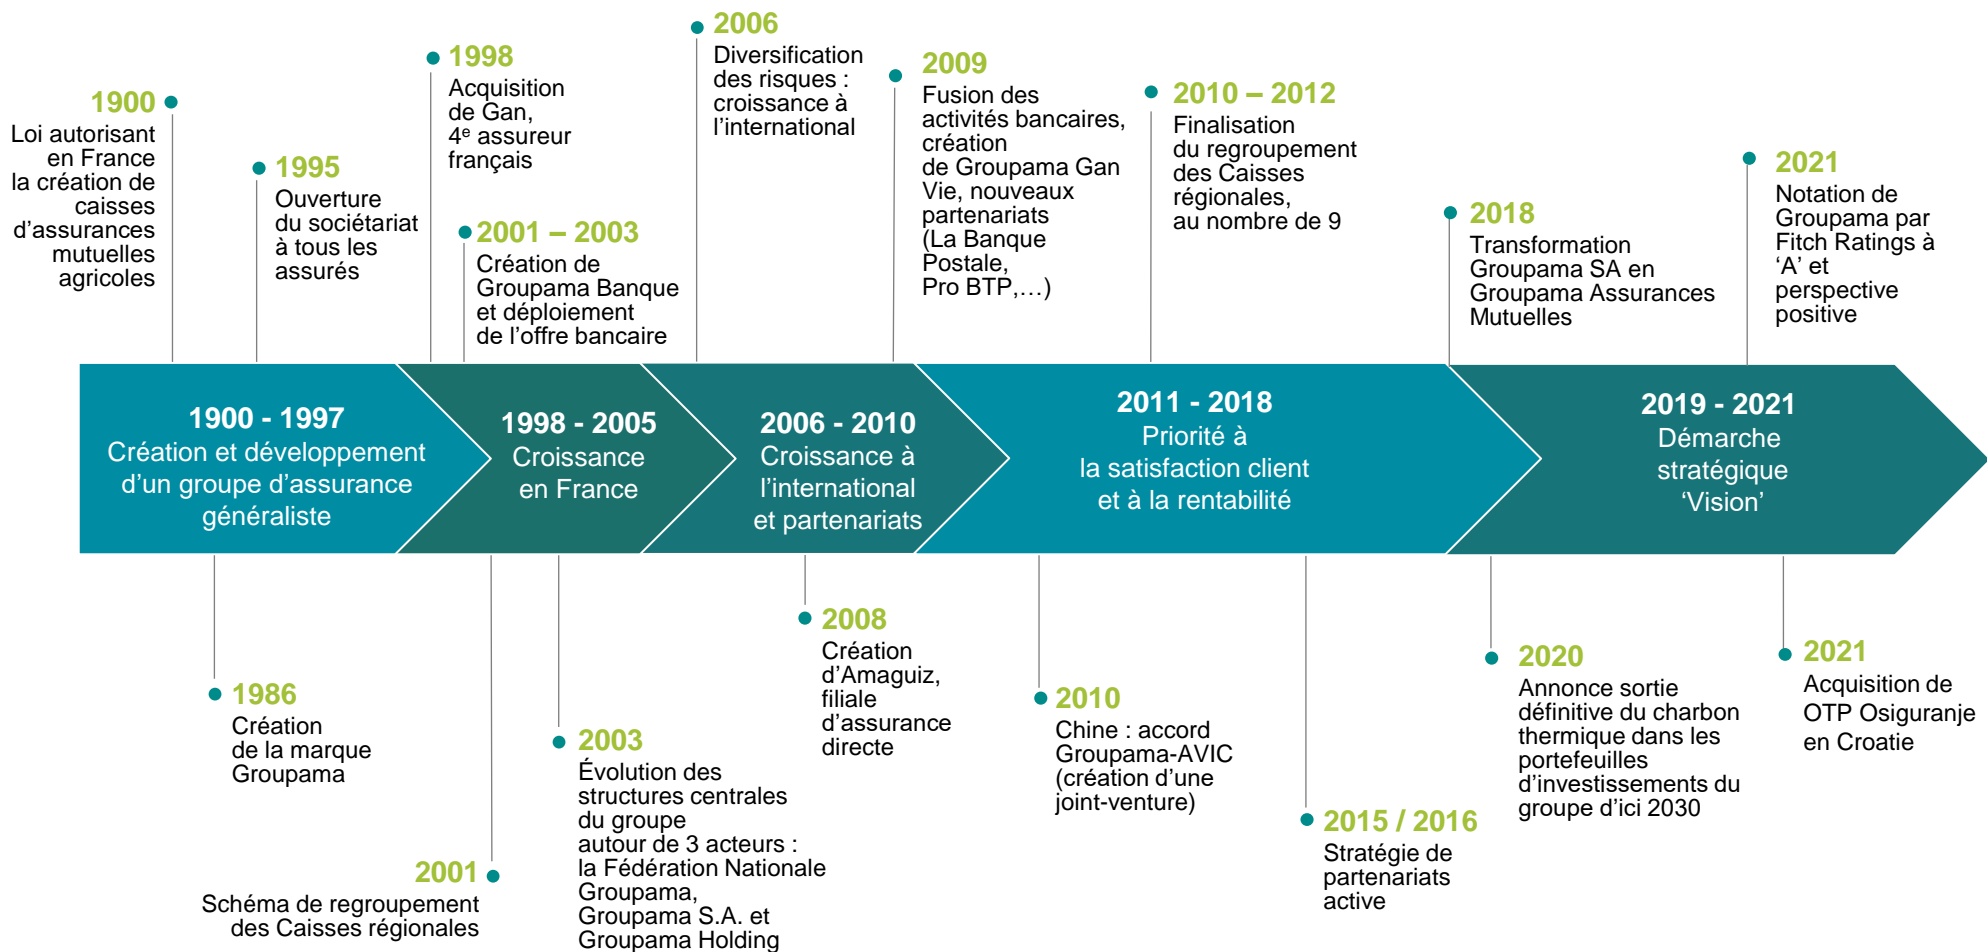 1900
Loi autorisant
en France
la création de
caisses
d’assurances
mutuelles
agricoles
1995
Ouverture
du sociétariat
à tous les
assurés
1998
Acquisition
de Gan,
4e assureur
français
2001 – 2003
Création de
Groupama Banque
et déploiement
de l’offre bancaire
2006
Diversification
des risques :
croissance à
l’international
2009
Fusion des
activités bancaires,
création
de Groupama Gan
Vie, nouveaux
partenariats
(La Banque
Postale,
Pro BTP,…)
2010 – 2012
Finalisation
du regroupement
des Caisses
régionales,
au nombre de 9
2018
Transformation
Groupama SA en
Groupama Assurances
Mutuelles
2021
Notation de
Groupama par
Fitch Ratings à
‘A’ et
perspective
positive
1900 - 1997
Création et développement
d’un groupe d’assurance
généraliste
1998 - 2005
Croissance
en France
2006 - 2010
Croissance à
l’international
et partenariats
2011 - 2018
Priorité à
la satisfaction client
et à la rentabilité
2019 - 2021
Démarche
stratégique
‘Vision’
1986
Création
de la marque
Groupama
2001
Schéma de regroupement
des Caisses régionales
2003
Évolution des
structures centrales
du groupe
autour de 3 acteurs :
la Fédération Nationale
Groupama,
Groupama S.A. et
Groupama Holding
2008
Création
d’Amaguiz,
filiale
d’assurance
directe
2010
Chine : accord
Groupama-AVIC
(création d’une
joint-venture)
2015 / 2016
Stratégie de
partenariats
active
2020
Annonce sortie
définitive du charbon
thermique dans les
portefeuilles
d’investissements du
groupe d’ici 2030
2021
Acquisition de
OTP Osiguranje
en Croatie